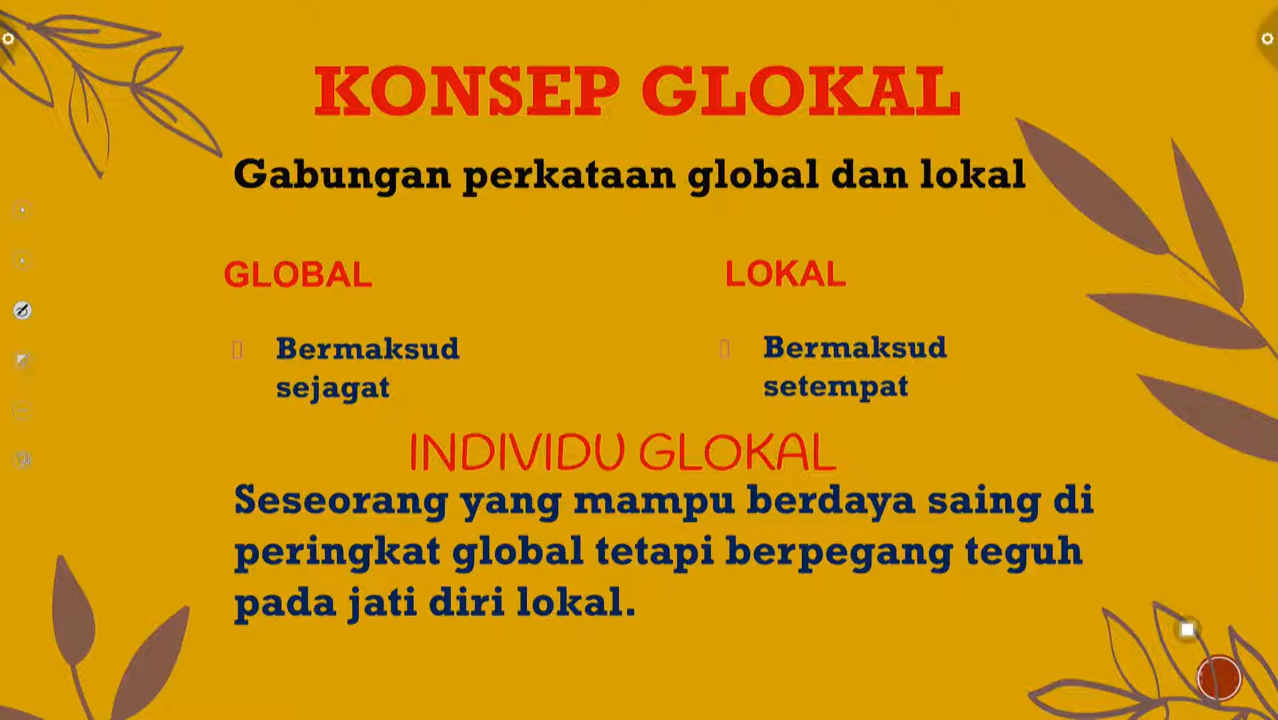 KONSEP GLOKAL
Gabungan perkataan global dan lokal
GLOBAL
Bermaksud
sejagat
LOKAL
Bermaksud
setempat
INDIVIDU GLOKAL
Seseorang yang mampu berdaya saing di
peringkat global tetapi berpegang teguh
pada jati diri lokal.